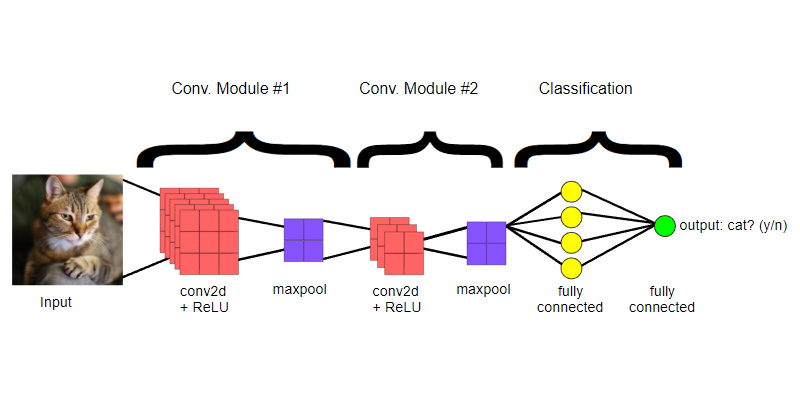 Conv. Module #1
Conv. Module #2
Classification
output: cat? (y/n)
Input
conv2d
+ ReLU
maxpool
conv2d
+ ReLU
maxpool
fully
connected
fully
connected